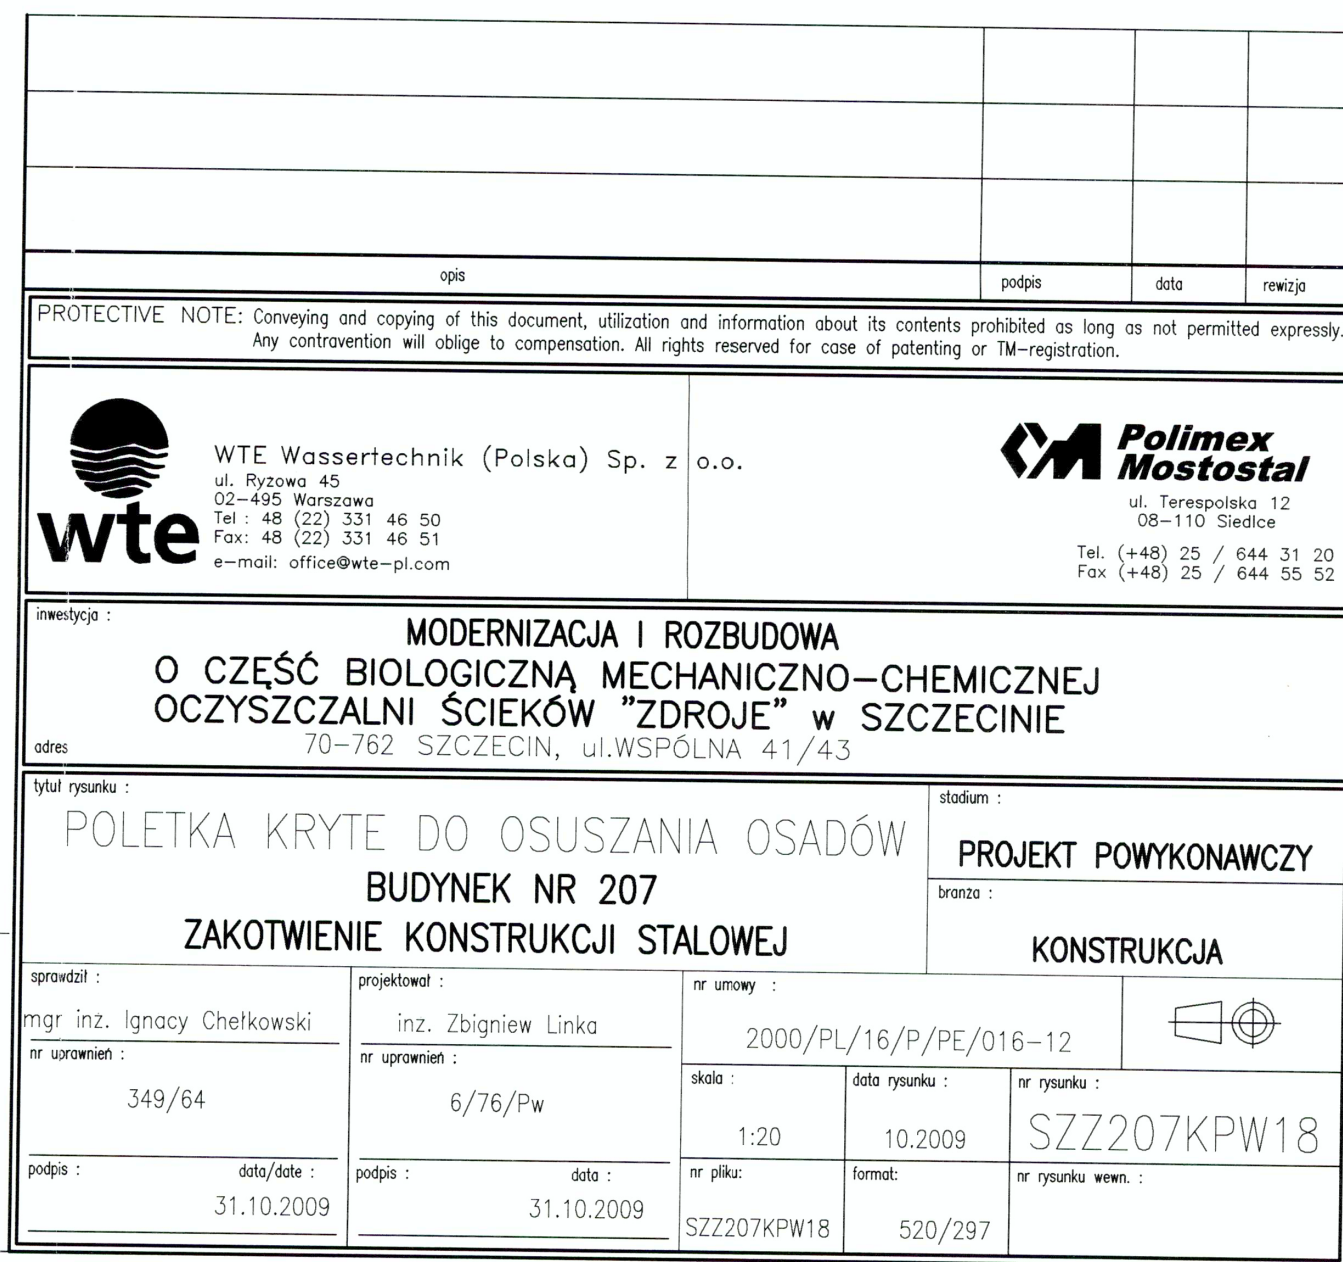 opis
podpis
data
rewizja
PROTECTIVE NOTE: Conveying and copying of this document, utilization and information about its contents prohibited as long as not permitted expressly.
Any contravention will oblige to compensation. All rights reserved for case of patenting or TM-registration.
wte
WTE Wassertechnik (Polska) Sp. z o.o.
ul. Ryżowa 45
02-495 Warszawa
Tel : 48 (22) 331 46 50
Fax: 48 (22) 331 46 51
e-mail: office@wte-pl.com
Polimex
Mostostal
ul. Terespolska 12
08-110 Siedlce
Tel. (+48) 25 / 644 31 20
Fax (+48) 25 / 644 55 52
inwestycja :
MODERNIZACJA I ROZBUDOWA
O CZĘŚĆ BIOLOGICZNĄ MECHANICZNO-CHEMICZNEJ
OCZYSZCZALNI ŚCIEKÓW "ZDROJE" w SZCZECINIE
adres
70-762 SZCZECIN, ul.WSPÓLNA 41/43
tytuł rysunku :
POLETKA KRYTE DO OSUSZANIA OSADÓW
BUDYNEK NR 207
ZAKOTWIENIE KONSTRUKCJI STALOWEJ
stadium :
PROJEKT POWYKONAWCZY
branża :
KONSTRUKCJA
sprawdził :
mgr inż. Ignacy Chełkowski
nr uprawnień :
349/64
podpis :
data/date :
31.10.2009
projektował :
inż. Zbigniew Linka
nr uprawnień :
6/76/Pw
podpis :
data :
31.10.2009
nr umowy :
2000/PL/16/P/PE/016-12
skala :
1:20
data rysunku :
10.2009
nr rysunku :
SZZ207KPW18
nr pliku:
SZZ207KPW18
format:
520/297
nr rysunku wewn. :